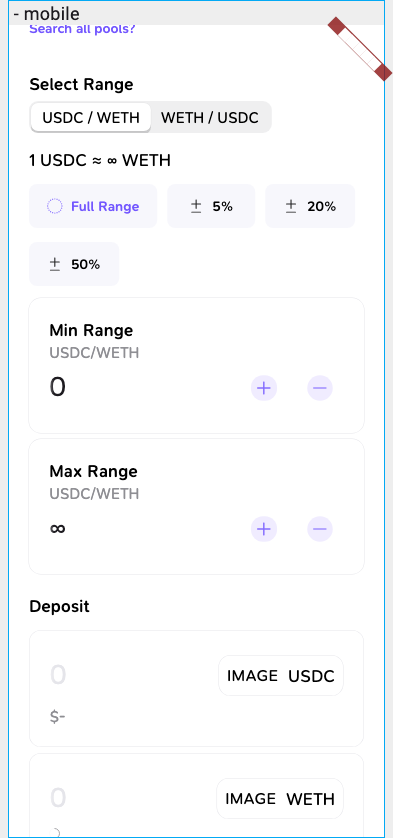 - mobile
Search all pools?
Select Range
USDC / WETH WETH / USDC
1 USDC ≈ ∞ WETH
Full Range ± 5% ± 20%
± 50%
Min Range
USDC/WETH
0
Max Range
USDC/WETH
∞
Deposit
0 IMAGE USDC
$-
0 IMAGE WETH